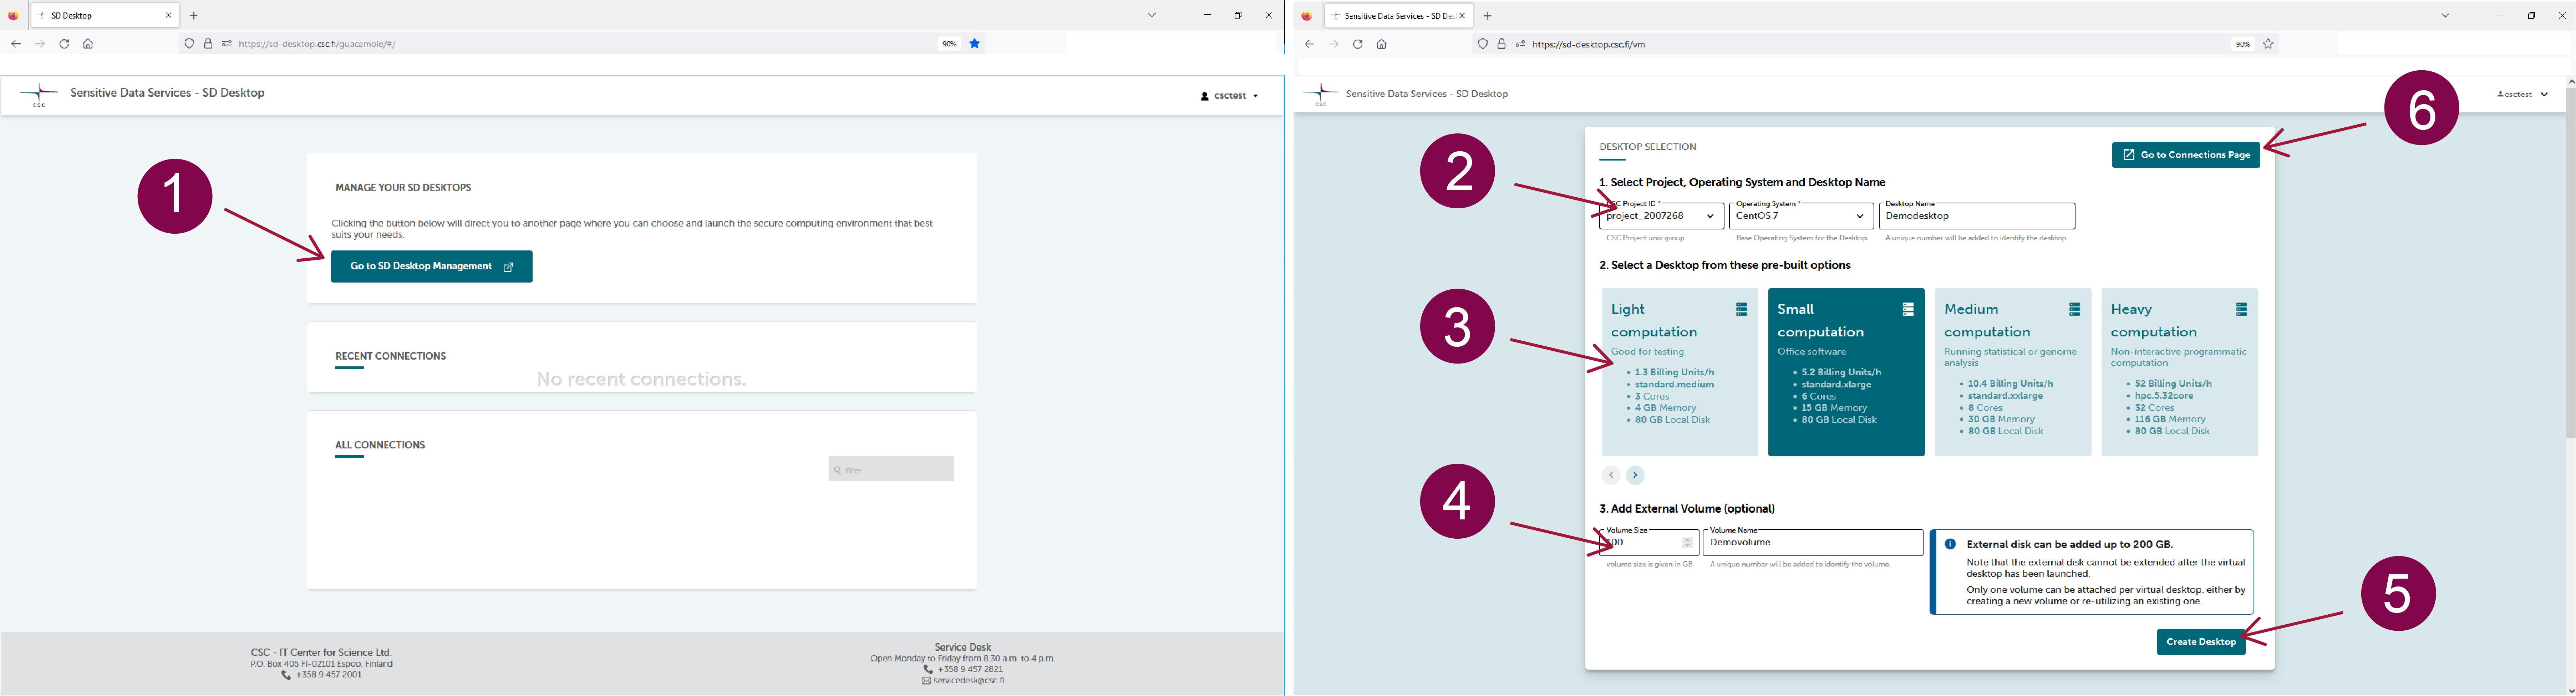 SD Desktop
https://sd-desktop.csc.fi/guacamole/#/
90%
CSC
Sensitive Data Services - SD Desktop
csctest
1
MANAGE YOUR SD DESKTOPS
Clicking the button below will direct you to another page where you can choose and launch the secure computing environment that best
suits your needs.
Go to SD Desktop Management
RECENT CONNECTIONS
No recent connections.
ALL CONNECTIONS
Filter
CSC - IT Center for Science Ltd.
P.O. Box 405 FI-02101 Espoo, Finland
+358 9 457 2001
Service Desk
Open Monday to Friday from 8.30 a.m. to 4 p.m.
+358 9 457 2821
servicedesk@csc.fi
Sensitive Data Services - SD Des
https://sd-desktop.csc.fi/vm
90%
CSC
Sensitive Data Services - SD Desktop
csctest
6
DESKTOP SELECTION
Go to Connections Page
2
1. Select Project, Operating System and Desktop Name
CSC Project ID *
project_2007268
CSC Project unix group
Operating System *
CentOS 7
Base Operating System for the Desktop
Desktop Name
Demodesktop
A unique number will be added to identify the desktop.
2. Select a Desktop from these pre-built options
3
Light
computation
Good for testing
• 1.3 Billing Units/h
• standard.medium
• 3 Cores
• 4 GB Memory
• 80 GB Local Disk
Small
computation
Office software
• 5.2 Billing Units/h
• standard.xlarge
• 6 Cores
• 15 GB Memory
• 80 GB Local Disk
Medium
computation
Running statistical or genome
analysis
• 10.4 Billing Units/h
• standard.xxlarge
• 8 Cores
• 30 GB Memory
• 80 GB Local Disk
Heavy
computation
Non-interactive programmatic
computation
• 52 Billing Units/h
• hpc.5.32core
• 32 Cores
• 116 GB Memory
• 80 GB Local Disk
4
3. Add External Volume (optional)
Volume Size
100
volume size is given in GB
Volume Name
Demovolume
A unique number will be added to identify the volume.
External disk can be added up to 200 GB.
Note that the external disk cannot be extended after the virtual
desktop has been launched.
Only one volume can be attached per virtual desktop, either by
creating a new volume or re-utilizing an existing one.
5
Create Desktop